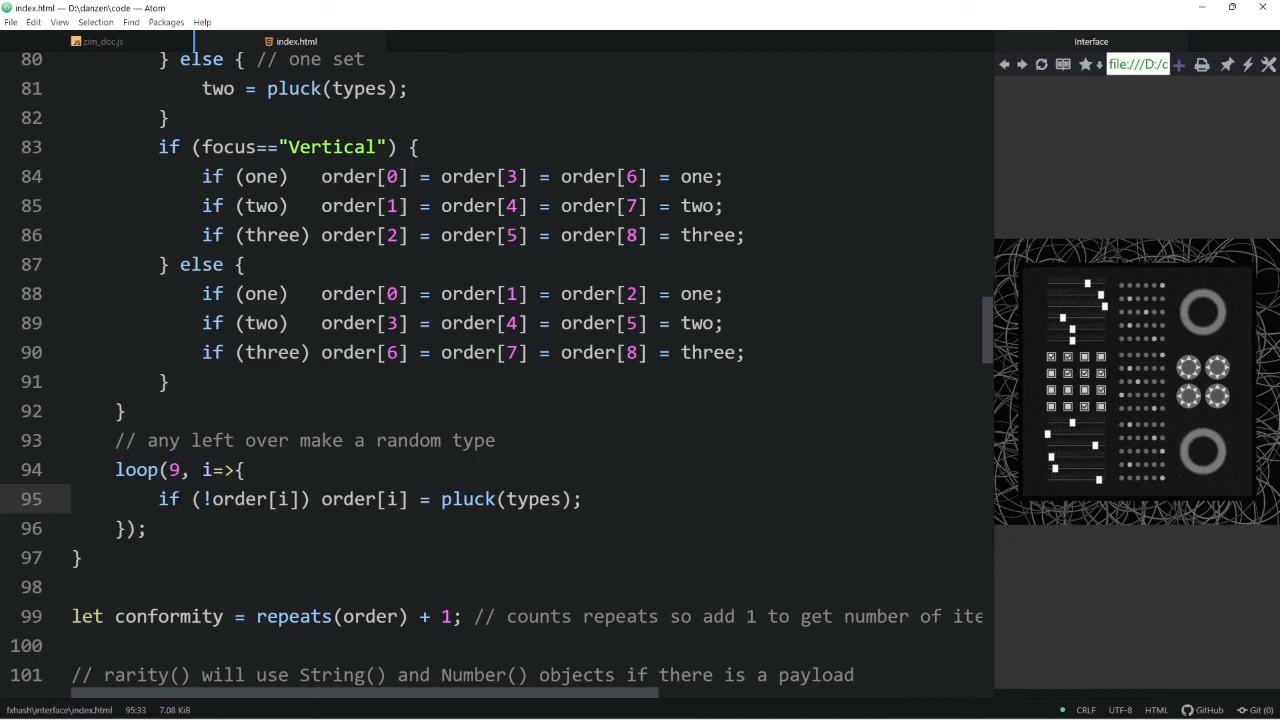 index.html — D:\danzen\code — Atom
File Edit View Selection Find Packages Help
zim_doc.js
index.html
Interface
file:///D:/c
80 } else { // one set
81 two = pluck(types);
82 }
83 if (focus=="Vertical") {
84 if (one) order[0] = order[3] = order[6] = one;
85 if (two) order[1] = order[4] = order[7] = two;
86 if (three) order[2] = order[5] = order[8] = three;
87 } else {
88 if (one) order[0] = order[1] = order[2] = one;
89 if (two) order[3] = order[4] = order[5] = two;
90 if (three) order[6] = order[7] = order[8] = three;
91 }
92 }
93 // any left over make a random type
94 loop(9, i=>{
95 if (!order[i]) order[i] = pluck(types);
96 });
97 }
98
99 let conformity = repeats(order) + 1; // counts repeats so add 1 to get number of ite
100
101 // rarity() will use String() and Number() objects if there is a payload
fxhash\interface\index.html 95:33 7.08 KiB CRLF UTF-8 HTML GitHub Git (0)